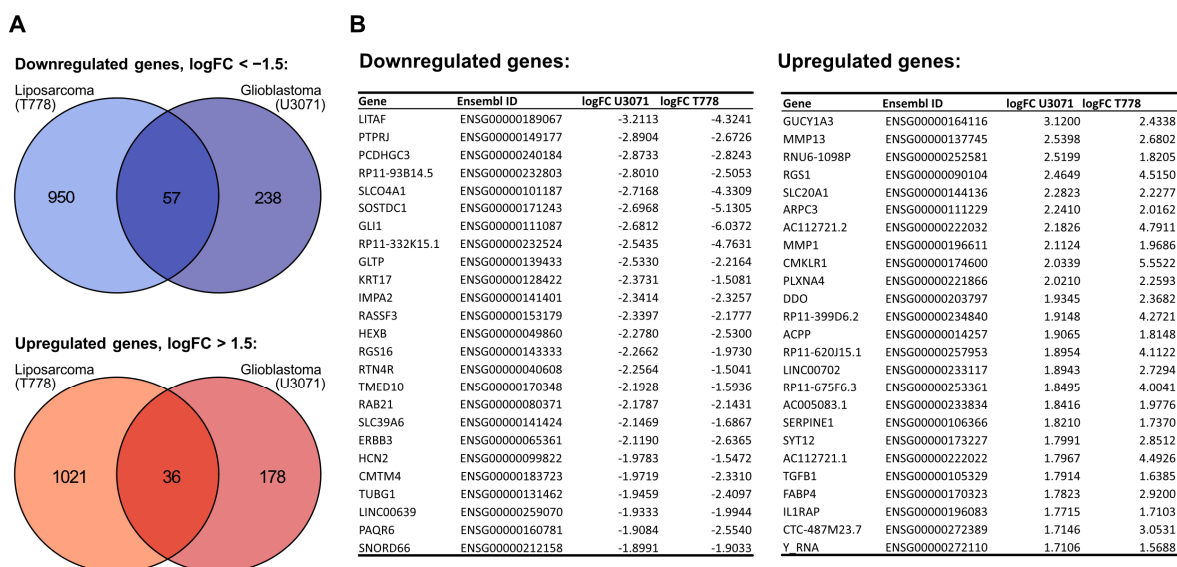 A
Downregulated genes, logFC < −1.5:
Liposarcoma
(T778)
Glioblastoma
(U3071)
950
57
238
Upregulated genes, logFC > 1.5:
Liposarcoma
(T778)
Glioblastoma
(U3071)
1021
36
178
B
Downregulated genes:
Gene Ensembl ID logFC U3071 logFC T778
LITAF ENSG00000189067 -3.2113 -4.3241
PTPRJ ENSG00000149177 -2.8904 -2.6726
PCDHGC3 ENSG00000240184 -2.8733 -2.8243
RP11-93B14.5 ENSG00000232803 -2.8010 -2.5053
SLCO4A1 ENSG00000101187 -2.7168 -4.3309
SOSTDC1 ENSG00000171243 -2.6968 -5.1305
GLI1 ENSG00000111087 -2.6812 -6.0372
RP11-332K15.1 ENSG00000232524 -2.5435 -4.7631
GLTP ENSG00000139433 -2.5330 -2.2164
KRT17 ENSG00000128422 -2.3731 -1.5081
IMPA2 ENSG00000141401 -2.3414 -2.3257
RASSF3 ENSG00000153179 -2.3397 -2.1777
HEXB ENSG00000049860 -2.2780 -2.5300
RGS16 ENSG00000143333 -2.2662 -1.9730
RTN4R ENSG00000040608 -2.2564 -1.5041
TMED10 ENSG00000170348 -2.1928 -1.5936
RAB21 ENSG00000080371 -2.1787 -2.1431
SLC39A6 ENSG00000141424 -2.1469 -1.6867
ERBB3 ENSG00000065361 -2.1190 -2.6365
HCN2 ENSG00000099822 -1.9783 -1.5472
CMTM4 ENSG00000183723 -1.9719 -2.3310
TUBG1 ENSG00000131462 -1.9459 -2.4097
LINC00639 ENSG00000259070 -1.9333 -1.9944
PAQR6 ENSG00000160781 -1.9084 -2.5540
SNORD66 ENSG00000212158 -1.8991 -1.9033
Upregulated genes:
Gene Ensembl ID logFC U3071 logFC T778
GUCY1A3 ENSG00000164116 3.1200 2.4338
MMP13 ENSG00000137745 2.5398 2.6802
RNU6-1098P ENSG00000252581 2.5199 1.8205
RGS1 ENSG00000090104 2.4649 4.5150
SLC20A1 ENSG00000144136 2.2823 2.2277
ARPC3 ENSG00000111229 2.2410 2.0162
AC112721.2 ENSG00000222032 2.1826 4.7911
MMP1 ENSG00000196611 2.1124 1.9686
CMKLR1 ENSG00000174600 2.0339 5.5522
PLXNA4 ENSG00000221866 2.0210 2.2593
DDO ENSG00000203797 1.9345 2.3682
RP11-399D6.2 ENSG00000234840 1.9148 4.2721
ACPP ENSG00000014257 1.9065 1.8148
RP11-620J15.1 ENSG00000257953 1.8954 4.1122
LINC00702 ENSG00000233117 1.8943 2.7294
RP11-675F6.3 ENSG00000253361 1.8495 4.0041
AC005083.1 ENSG00000233834 1.8416 1.9776
SERPINE1 ENSG00000106366 1.8210 1.7370
SYT12 ENSG00000173227 1.7991 2.8512
AC112721.1 ENSG00000222022 1.7967 4.4926
TGFB1 ENSG00000105329 1.7914 1.6385
FABP4 ENSG00000170323 1.7823 2.9200
IL1RAP ENSG00000196083 1.7715 1.7103
CTC-487M23.7 ENSG00000272389 1.7146 3.0531
Y_RNA ENSG00000272110 1.7106 1.5688